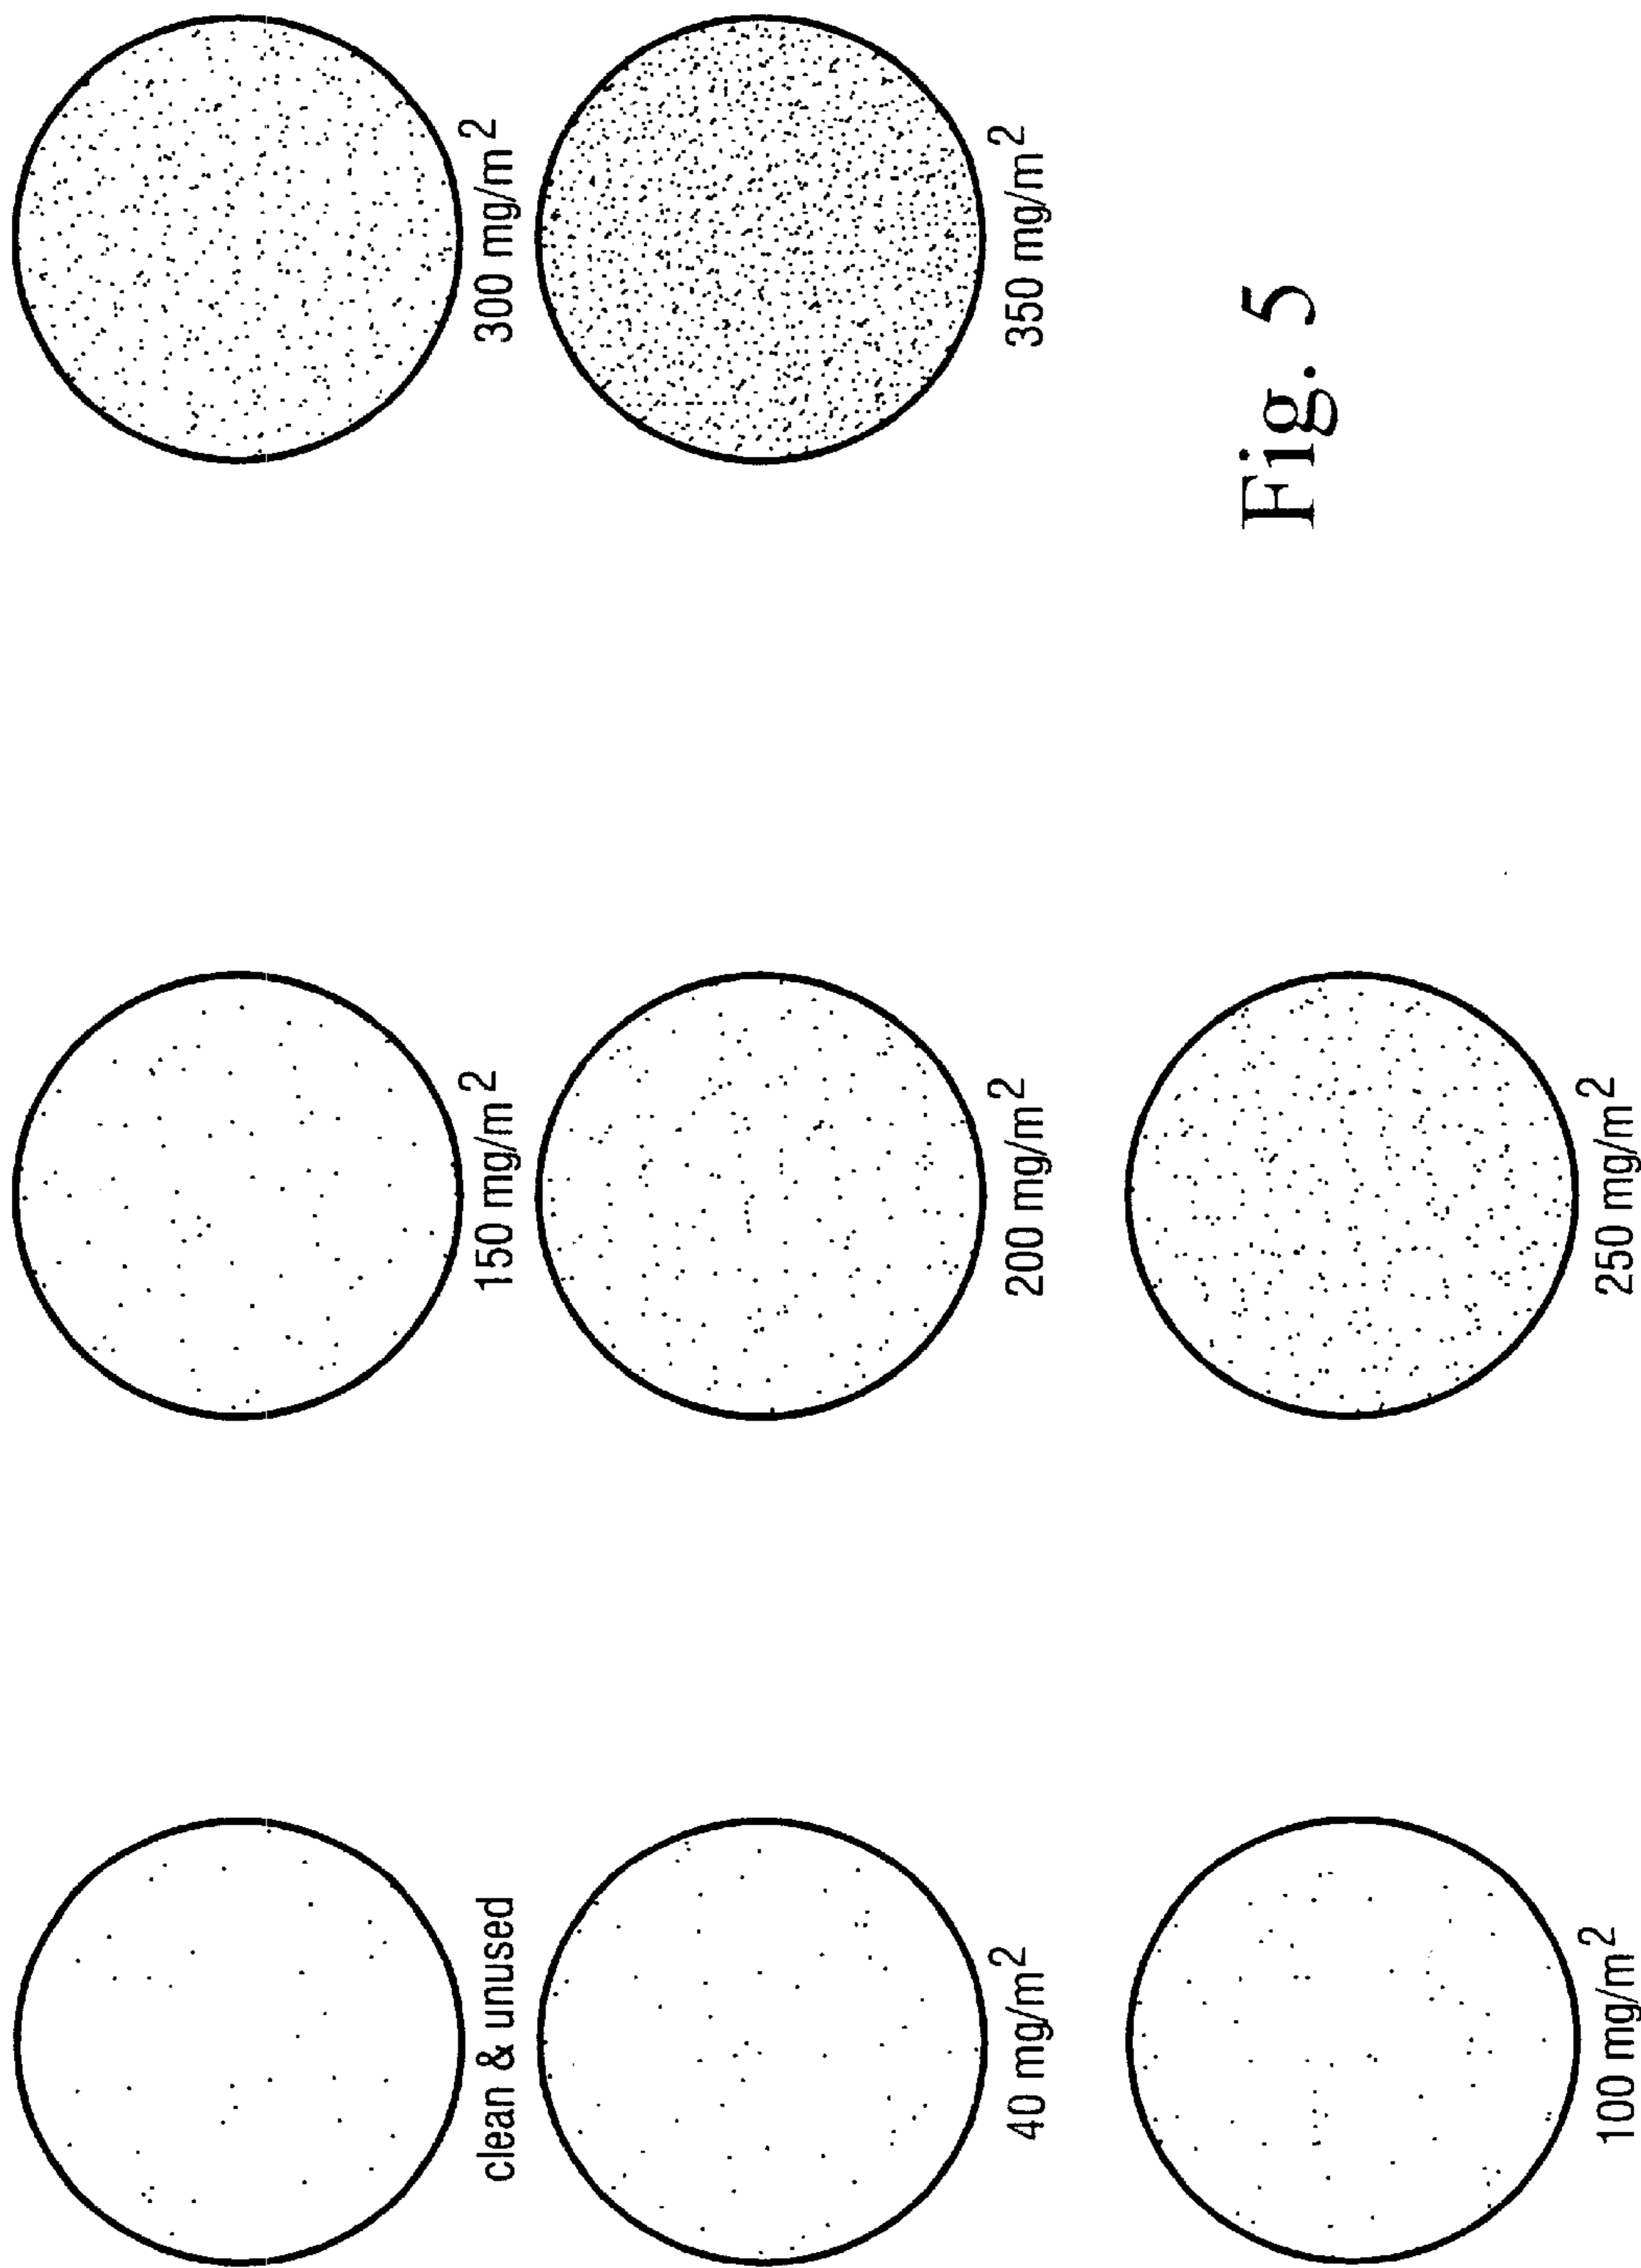 clean & unused
150 mg/m²
300 mg/m²
40 mg/m²
200 mg/m²
350 mg/m²
100 mg/m²
250 mg/m²
Fig. 5